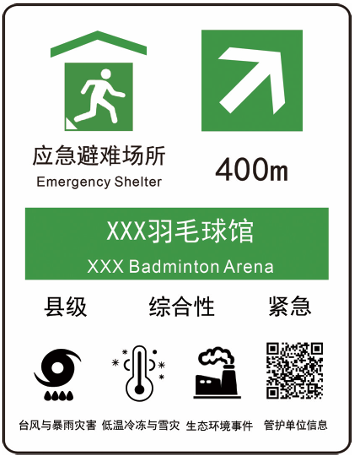 应急避难场所
Emergency Shelter
400m
XXX羽毛球馆
XXX Badminton Arena
县级 综合性 紧急
台风与暴雨灾害 低温冷冻与雪灾 生态环境事件 管护单位信息